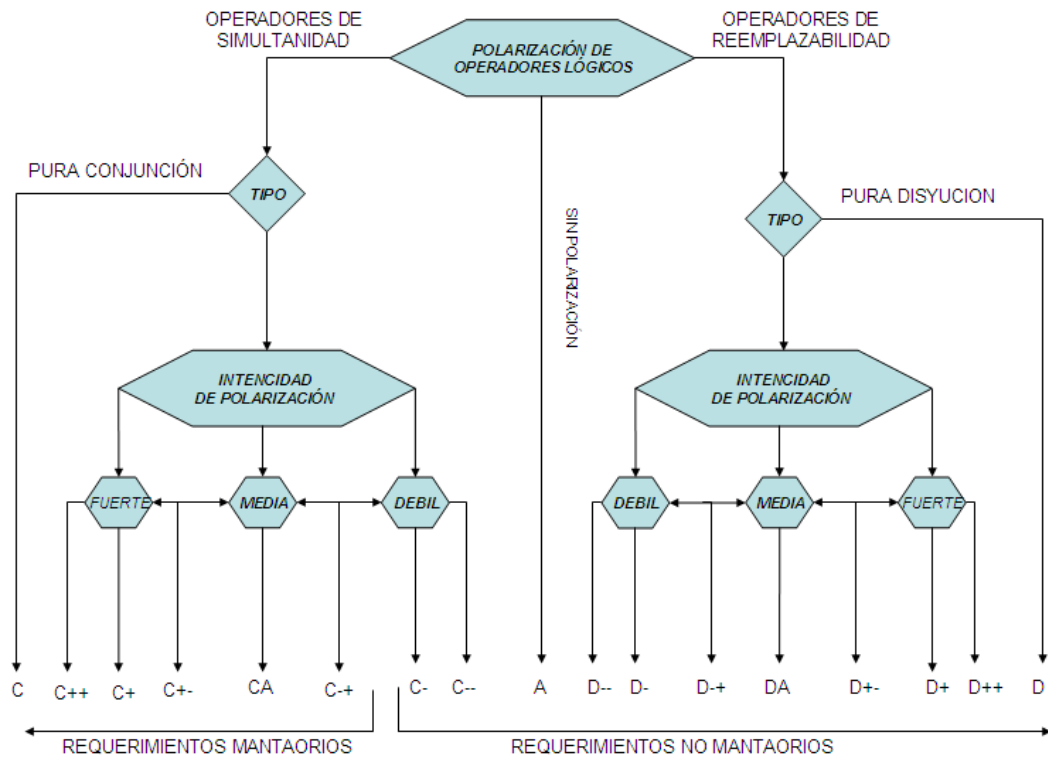 OPERADORES DE
SIMULTANIDAD
OPERADORES DE
REEMPLAZABILIDAD
POLARIZACIÓN DE
OPERADORES LÓGICOS
PURA CONJUNCIÓN
TIPO
SIN POLARIZACIÓN
TIPO
PURA DISYUCION
INTENCIDAD
DE POLARIZACIÓN
INTENCIDAD
DE POLARIZACIÓN
FUERTE
MEDIA
DEBIL
DEBIL
MEDIA
FUERTE
C
C++
C+
C+-
CA
C-+
C-
C--
A
D--
D-
D-+
DA
D+-
D+
D++
D
REQUERIMIENTOS MANTAORIOS
REQUERIMIENTOS NO MANTAORIOS